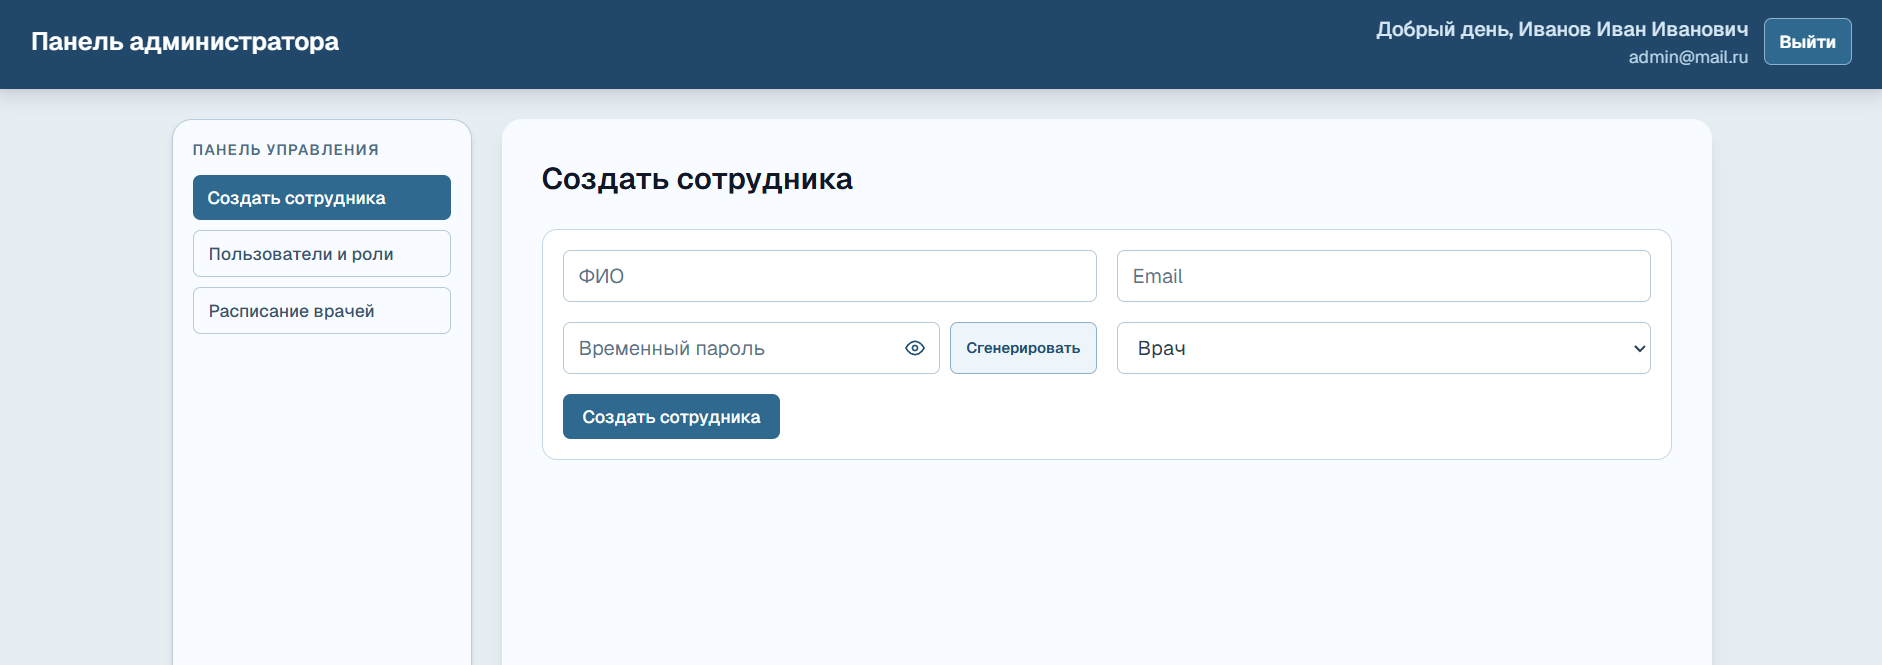 Панель администратора
Добрый день, Иванов Иван Иванович
admin@mail.ru
Выйти
ПАНЕЛЬ УПРАВЛЕНИЯ
Создать сотрудника
Пользователи и роли
Расписание врачей
Создать сотрудника
ФИО
Email
Временный пароль
Сгенерировать
Врач
Создать сотрудника